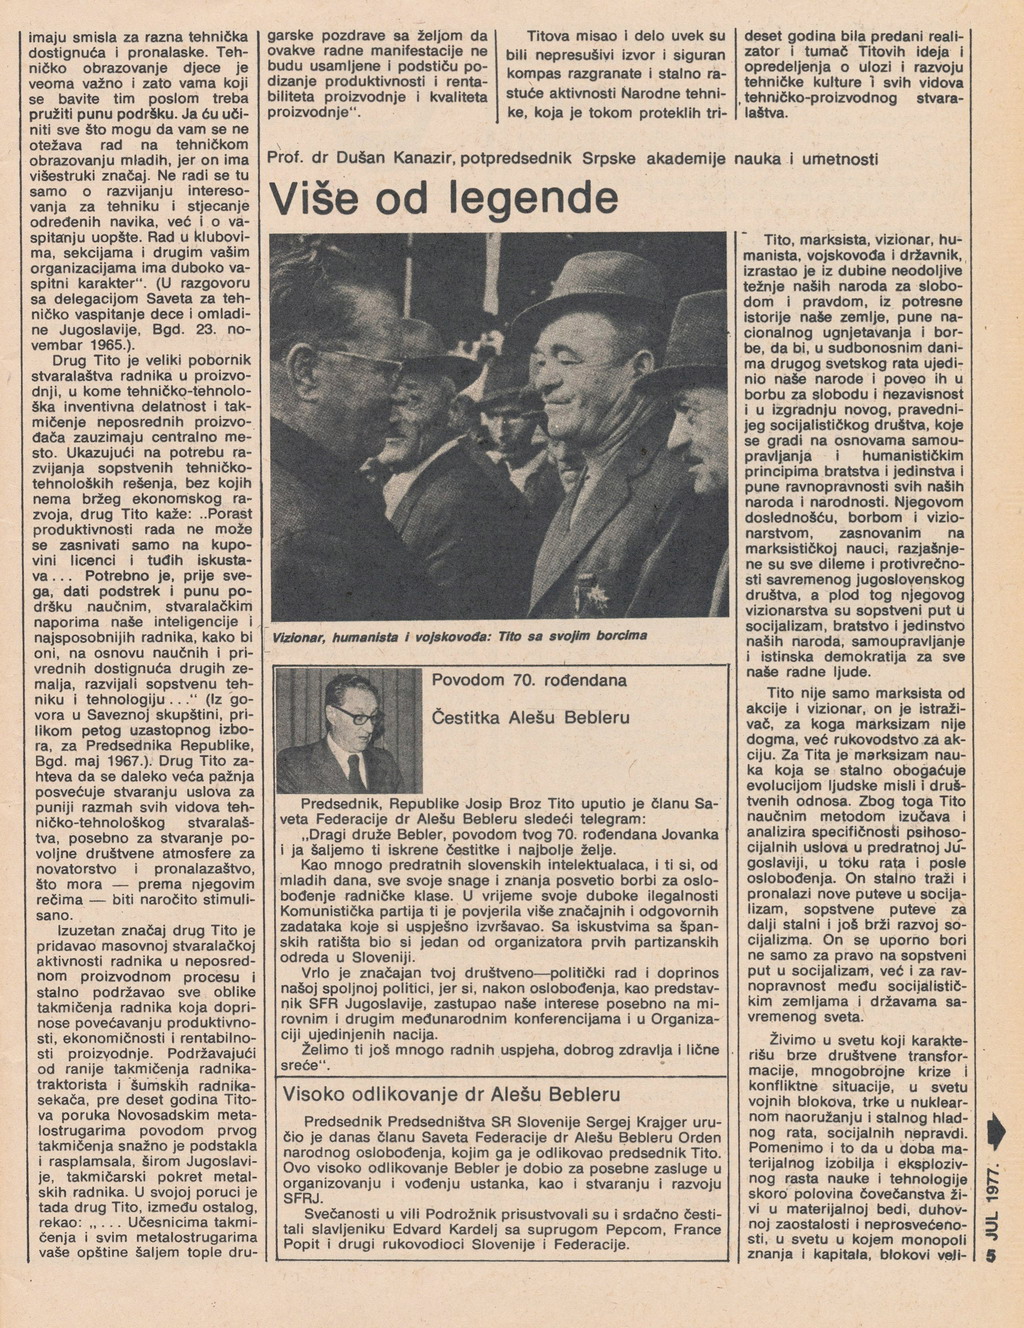 imaju smisla za razna tehnička
dostignuća i pronalaske. Teh-
ničko obrazovanje djece je
veoma važno i zato vama koji
se bavite tim poslom treba
pružiti punu podršku. Ja ću uči-
niti sve što mogu da vam se ne
otežava rad na tehničkom
obrazovanju mladih, jer on ima
višestruki značaj. Ne radi se tu
samo o razvijanju intereso-
vanja za tehniku i stjecanje
određenih navika, već i o va-
spitanju uopšte. Rad u klubovi-
ma, sekcijama i drugim vašim
organizacijama ima duboko va-
spitni karakter“. (U razgovoru
sa delegacijom Saveta za teh-
ničko vaspitanje dece i omladi-
ne Jugoslavije, Bgd. 23. no-
vembar 1965.).
Drug Tito je veliki pobornik
stvaralaštva radnika u proizvo-
dnji, u kome tehničko-tehnolo-
ška inventivna delatnost i tak-
mičenje neposrednih proizvo-
đača zauzimaju centralno me-
sto. Ukazujući na potrebu ra-
zvijanja sopstvenih tehničko-
tehnoloških rešenja, bez kojih
nema bržeg ekonomskog ra-
zvoja, drug Tito kaže: „Porast
produktivnosti rada ne može
se zasnivati samo na kupo-
vini licenci i tuđih iskusta-
va... Potrebno je, prije sve-
ga, dati podstrek i punu po-
dršku naučnim, stvaralačkim
naporima naše inteligencije i
najsposobnijih radnika, kako bi
oni, na osnovu naučnih i pri-
vrednih dostignuća drugih ze-
malja, razvijali sopstvenu teh-
niku i tehnologiju...“ (Iz go-
vora u Saveznoj skupštini, pri-
likom petog uzastopnog izbo-
ra, za Predsednika Republike,
Bgd. maj 1967.). Drug Tito za-
hteva da se daleko veća pažnja
posvećuje stvaranju uslova za
puniji razmah svih vidova teh-
ničko-tehnološkog stvaralaš-
tva, posebno za stvaranje po-
voljne društvene atmosfere za
novatorstvo i pronalazaštvo,
što mora — prema njegovim
rečima — biti naročito stimuli-
sano.
Izuzetan značaj drug Tito je
pridavao masovnoj stvaralačkoj
aktivnosti radnika u neposred-
nom proizvodnom procesu i
stalno podržavao sve oblike
takmičenja radnika koja dopri-
nose povećavanju produktivno-
sti, ekonomičnosti i rentabilno-
sti proizvodnje. Podržavajući
od ranije takmičenja radnika-
traktorista i šumskih radnika-
sekača, pre deset godina Tito-
va poruka Novosadskim meta-
lostrugarima povodom prvog
takmičenja snažno je podstakla
i rasplamsala, širom Jugoslavi-
je, takmičarski pokret metal-
skih radnika. U svojoj poruci je
tada drug Tito, između ostalog,
rekao: „... Učesnicima takmi-
čenja i svim metalostrugarima
vaše opštine šaljem tople dru-
garske pozdrave sa željom da
ovakve radne manifestacije ne
budu usamljene i podstiču po-
dizanje produktivnosti i renta-
biliteta proizvodnje i kvaliteta
proizvodnje“.
Titova misao i delo uvek su
bili nepresušivi izvor i siguran
kompas razgranate i stalno ra-
stuće aktivnosti Narodne tehni-
ke, koja je tokom proteklih tri-
deset godina bila predani reali-
zator i tumač Titovih ideja i
opredeljenja o ulozi i razvoju
tehničke kulture i svih vidova
tehničko-proizvodnog stvara-
laštva.
Prof. dr Dušan Kanazir, potpredsednik Srpske akademije nauka i umetnosti
Više od legende
Vizionar, humanista i vojskovođa: Tito sa svojim borcima
Povodom 70. rođendana
Čestitka Alešu Bebleru
Predsednik, Republike Josip Broz Tito uputio je članu Sa-
veta Federacije dr Alešu Bebleru sledeći telegram:
„Dragi druže Bebler, povodom tvog 70. rođendana Jovanka
i ja šaljemo ti iskrene čestitke i najbolje želje.
Kao mnogo predratnih slovenskih intelektualaca, i ti si, od
mladih dana, sve svoje snage i znanja posvetio borbi za oslo-
bođenje radničke klase. U vrijeme svoje duboke ilegalnosti
Komunistička partija ti je povjerila više značajnih i odgovornih
zadataka koje si uspješno izvršavao. Sa iskustvima sa špan-
skih ratišta bio si jedan od organizatora prvih partizanskih
odreda u Sloveniji.
Vrlo je značajan tvoj društveno—politički rad i doprinos
našoj spoljnoj politici, jer si, nakon oslobođenja, kao predstav-
nik SFR Jugoslavije, zastupao naše interese posebno na mi-
rovnim i drugim međunarodnim konferencijama i u Organiza-
ciji ujedinjenih nacija.
Želimo ti još mnogo radnih uspjeha, dobrog zdravlja i lične
sreće“.
Visoko odlikovanje dr Alešu Bebleru
Predsednik Predsedništva SR Slovenije Sergej Krajger uru-
čio je danas članu Saveta Federacije dr Alešu Bebleru Orden
narodnog oslobođenja, kojim ga je odlikovao predsednik Tito.
Ovo visoko odlikovanje Bebler je dobio za posebne zasluge u
organizovanju i vođenju ustanka, kao i stvaranju i razvoju
SFRJ.
Svečanosti u vili Podrožnik prisustvovali su i srdačno česti-
tali slavljeniku Edvard Kardelj sa suprugom Pepcom, France
Popit i drugi rukovodioci Slovenije i Federacije.
Tito, marksista, vizionar, hu-
manista, vojskovođa i državnik,
izrastao je iz dubine neodoljive
težnje naših naroda za slobo-
dom i pravdom, iz potresne
istorije naše zemlje, pune na-
cionalnog ugnjetavanja i bor-
be, da bi, u sudbonosnim dani-
ma drugog svetskog rata ujedi-
nio naše narode i poveo ih u
borbu za slobodu i nezavisnost
i u izgradnju novog, pravedni-
jeg socijalističkog društva, koje
se gradi na osnovama samou-
pravljanja i humanističkim
principima bratstva i jedinstva i
pune ravnopravnosti svih naših
naroda i narodnosti. Njegovom
doslednošću, borbom i vizio-
narstvom, zasnovanim na
marksističkoj nauci, razjašnje-
ne su sve dileme i protivrečno-
sti savremenog jugoslovenskog
društva, a plod tog njegovog
vizionarstva su sopstveni put u
socijalizam, bratstvo i jedinstvo
naših naroda, samoupravljanje
i istinska demokratija za sve
naše radne ljude.
Tito nije samo marksista od
akcije i vizionar, on je istraži-
vač, za koga marksizam nije
dogma, već rukovodstvo za ak-
ciju. Za Tita je marksizam nau-
ka koja se stalno obogaćuje
evolucijom ljudske misli i druš-
tvenih odnosa. Zbog toga Tito
naučnim metodom izučava i
analizira specifičnosti psihoso-
cijalnih uslova u predratnoj Ju-
goslaviji, u toku rata i posle
oslobođenja. On stalno traži i
pronalazi nove puteve u socija-
lizam, sopstvene puteve za
dalji stalni i još brži razvoj so-
cijalizma. On se uporno bori
ne samo za pravo na sopstveni
put u socijalizam, već i za rav-
nopravnost među socijalistič-
kim zemljama i državama sa-
vremenog sveta.
Živimo u svetu koji karakte-
rišu brze društvene transfor-
macije, mnogobrojne krize i
konfliktne situacije, u svetu
vojnih blokova, trke u nuklear-
nom naoružanju i stalnog hlad-
nog rata, socijalnih nepravdi.
Pomenimo i to da u doba ma-
terijalnog izobilja i eksploziv-
nog rasta nauke i tehnologije
skoro polovina čovečanstva ži-
vi u materijalnoj bedi, duhov-
noj zaostalosti i neprosvećeno-
sti, u svetu u kojem monopoli
znanja i kapitala, blokovi veli-
5 JUL 1977.